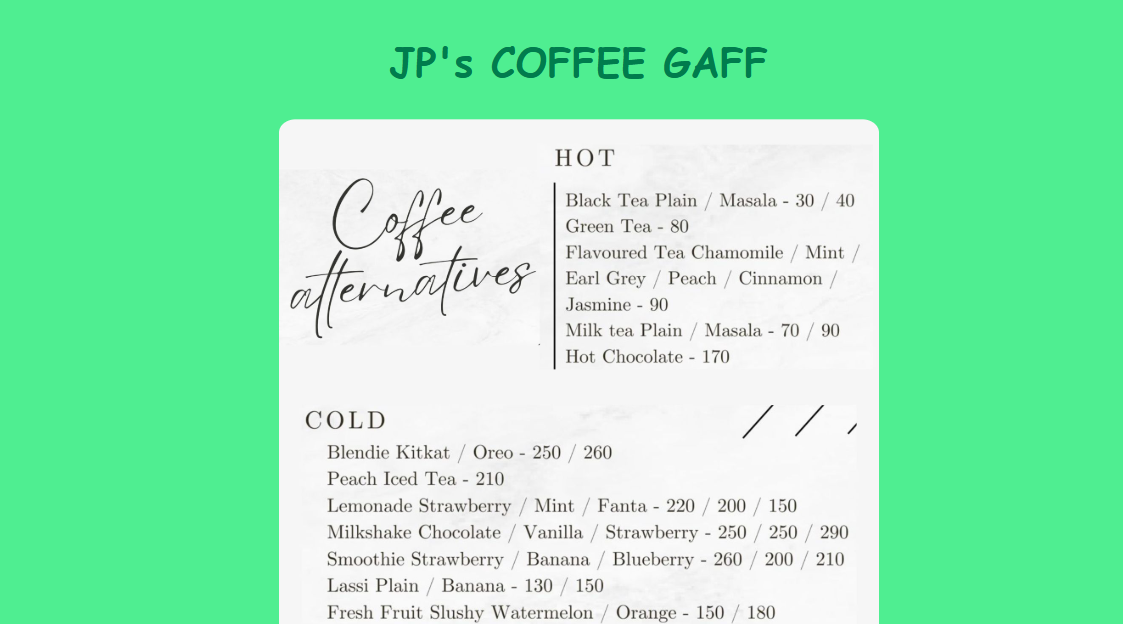 JP's COFFEE GAFF
Coffee
alternatives
HOT
Black Tea Plain / Masala - 30 / 40
Green Tea - 80
Flavoured Tea Chamomile / Mint /
Earl Grey / Peach / Cinnamon /
Jasmine - 90
Milk tea Plain / Masala - 70 / 90
Hot Chocolate - 170
COLD
Blendie Kitkat / Oreo - 250 / 260
Peach Iced Tea - 210
Lemonade Strawberry / Mint / Fanta - 220 / 200 / 150
Milkshake Chocolate / Vanilla / Strawberry - 250 / 250 / 290
Smoothie Strawberry / Banana / Blueberry - 260 / 200 / 210
Lassi Plain / Banana - 130 / 150
Fresh Fruit Slushy Watermelon / Orange - 150 / 180